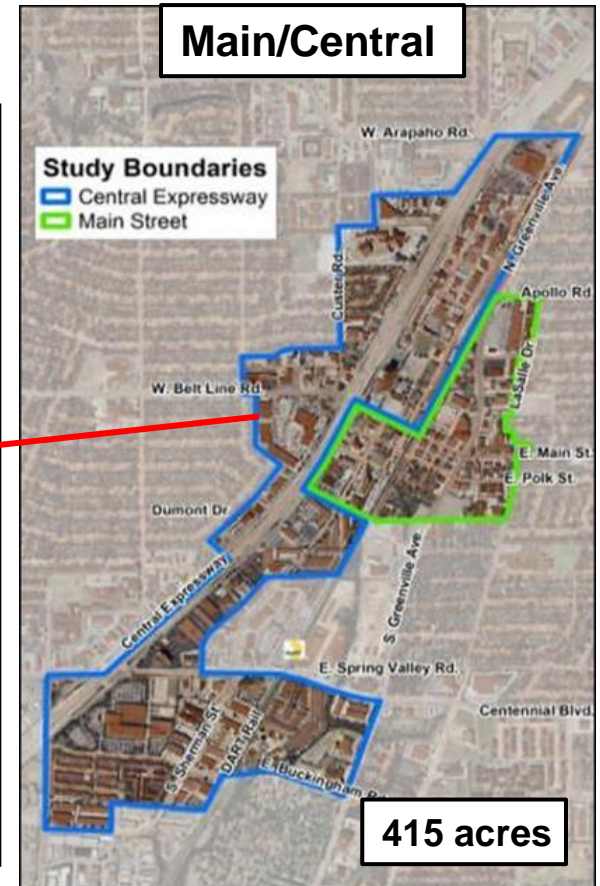 Main/Central
W. Arapaho Rd.
Study Boundaries
Central Expressway
Main Street
N. Greenville Ave.
Custer Rd.
Apollo Rd.
LaSalle Dr
W. Belt Line Rd.
E. Main St.
E. Polk St.
Dumont Dr
Central Expressway
S. Greenville Ave.
E. Spring Valley Rd.
S. Sherman St.
DART Rail
Centennial Blvd.
E. Buckingham
415 acres